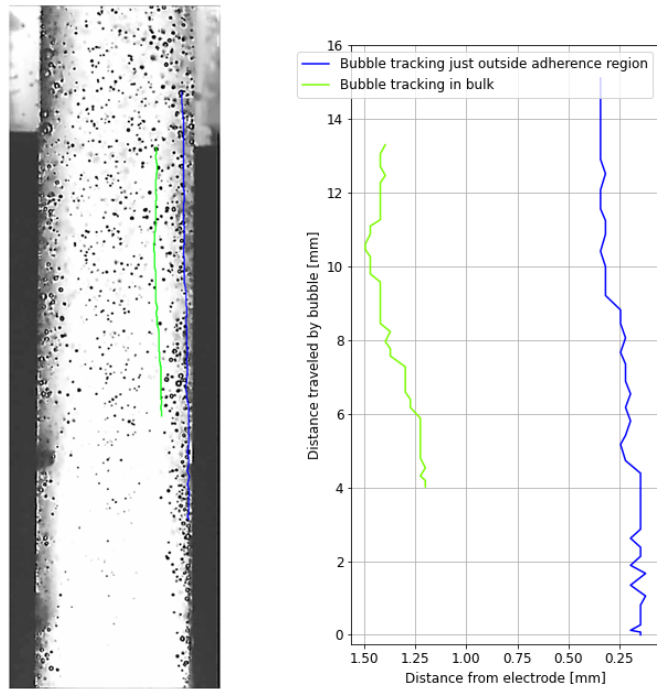 Bubble tracking just outside adherence region
Bubble tracking in bulk
16
14
12
10
8
6
4
2
0
Distance traveled by bubble [mm]
1.50 1.25 1.00 0.75 0.50 0.25
Distance from electrode [mm]